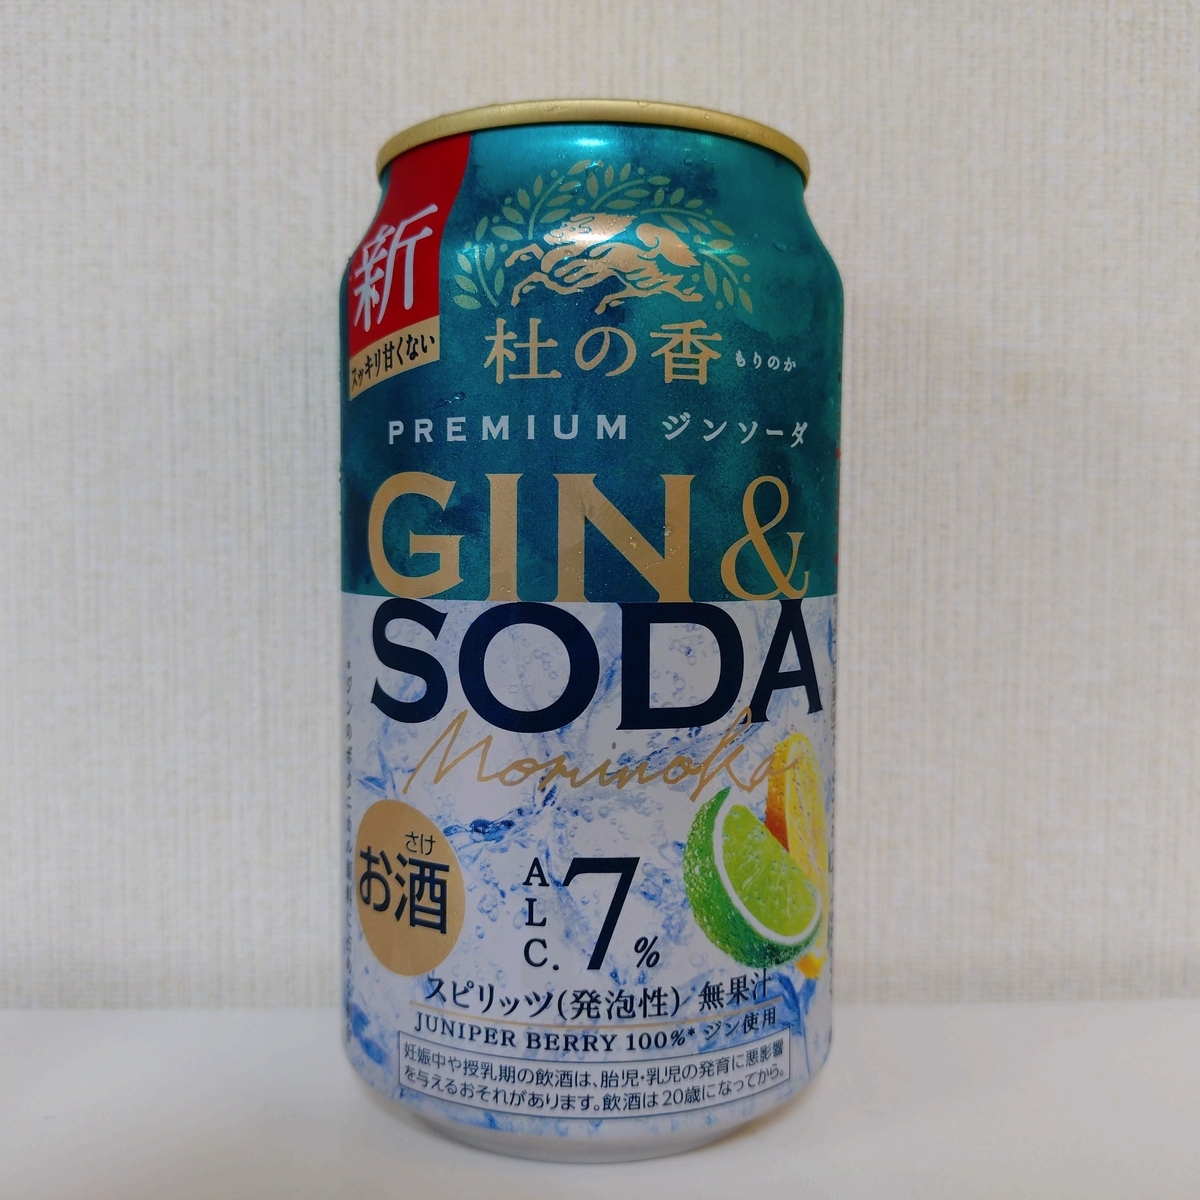 新
スッキリ甘くない
杜の香 もりのか
PREMIUM ジンソーダ
GIN &
SODA
Morinoka
さけ
お酒
ALC. 7%
スピリッツ(発泡性) 無果汁
JUNIPER BERRY 100%* ジン使用
妊娠中や授乳期の飲酒は、胎児・乳児の発育に悪影響
を与えるおそれがあります。飲酒は20歳になってから。